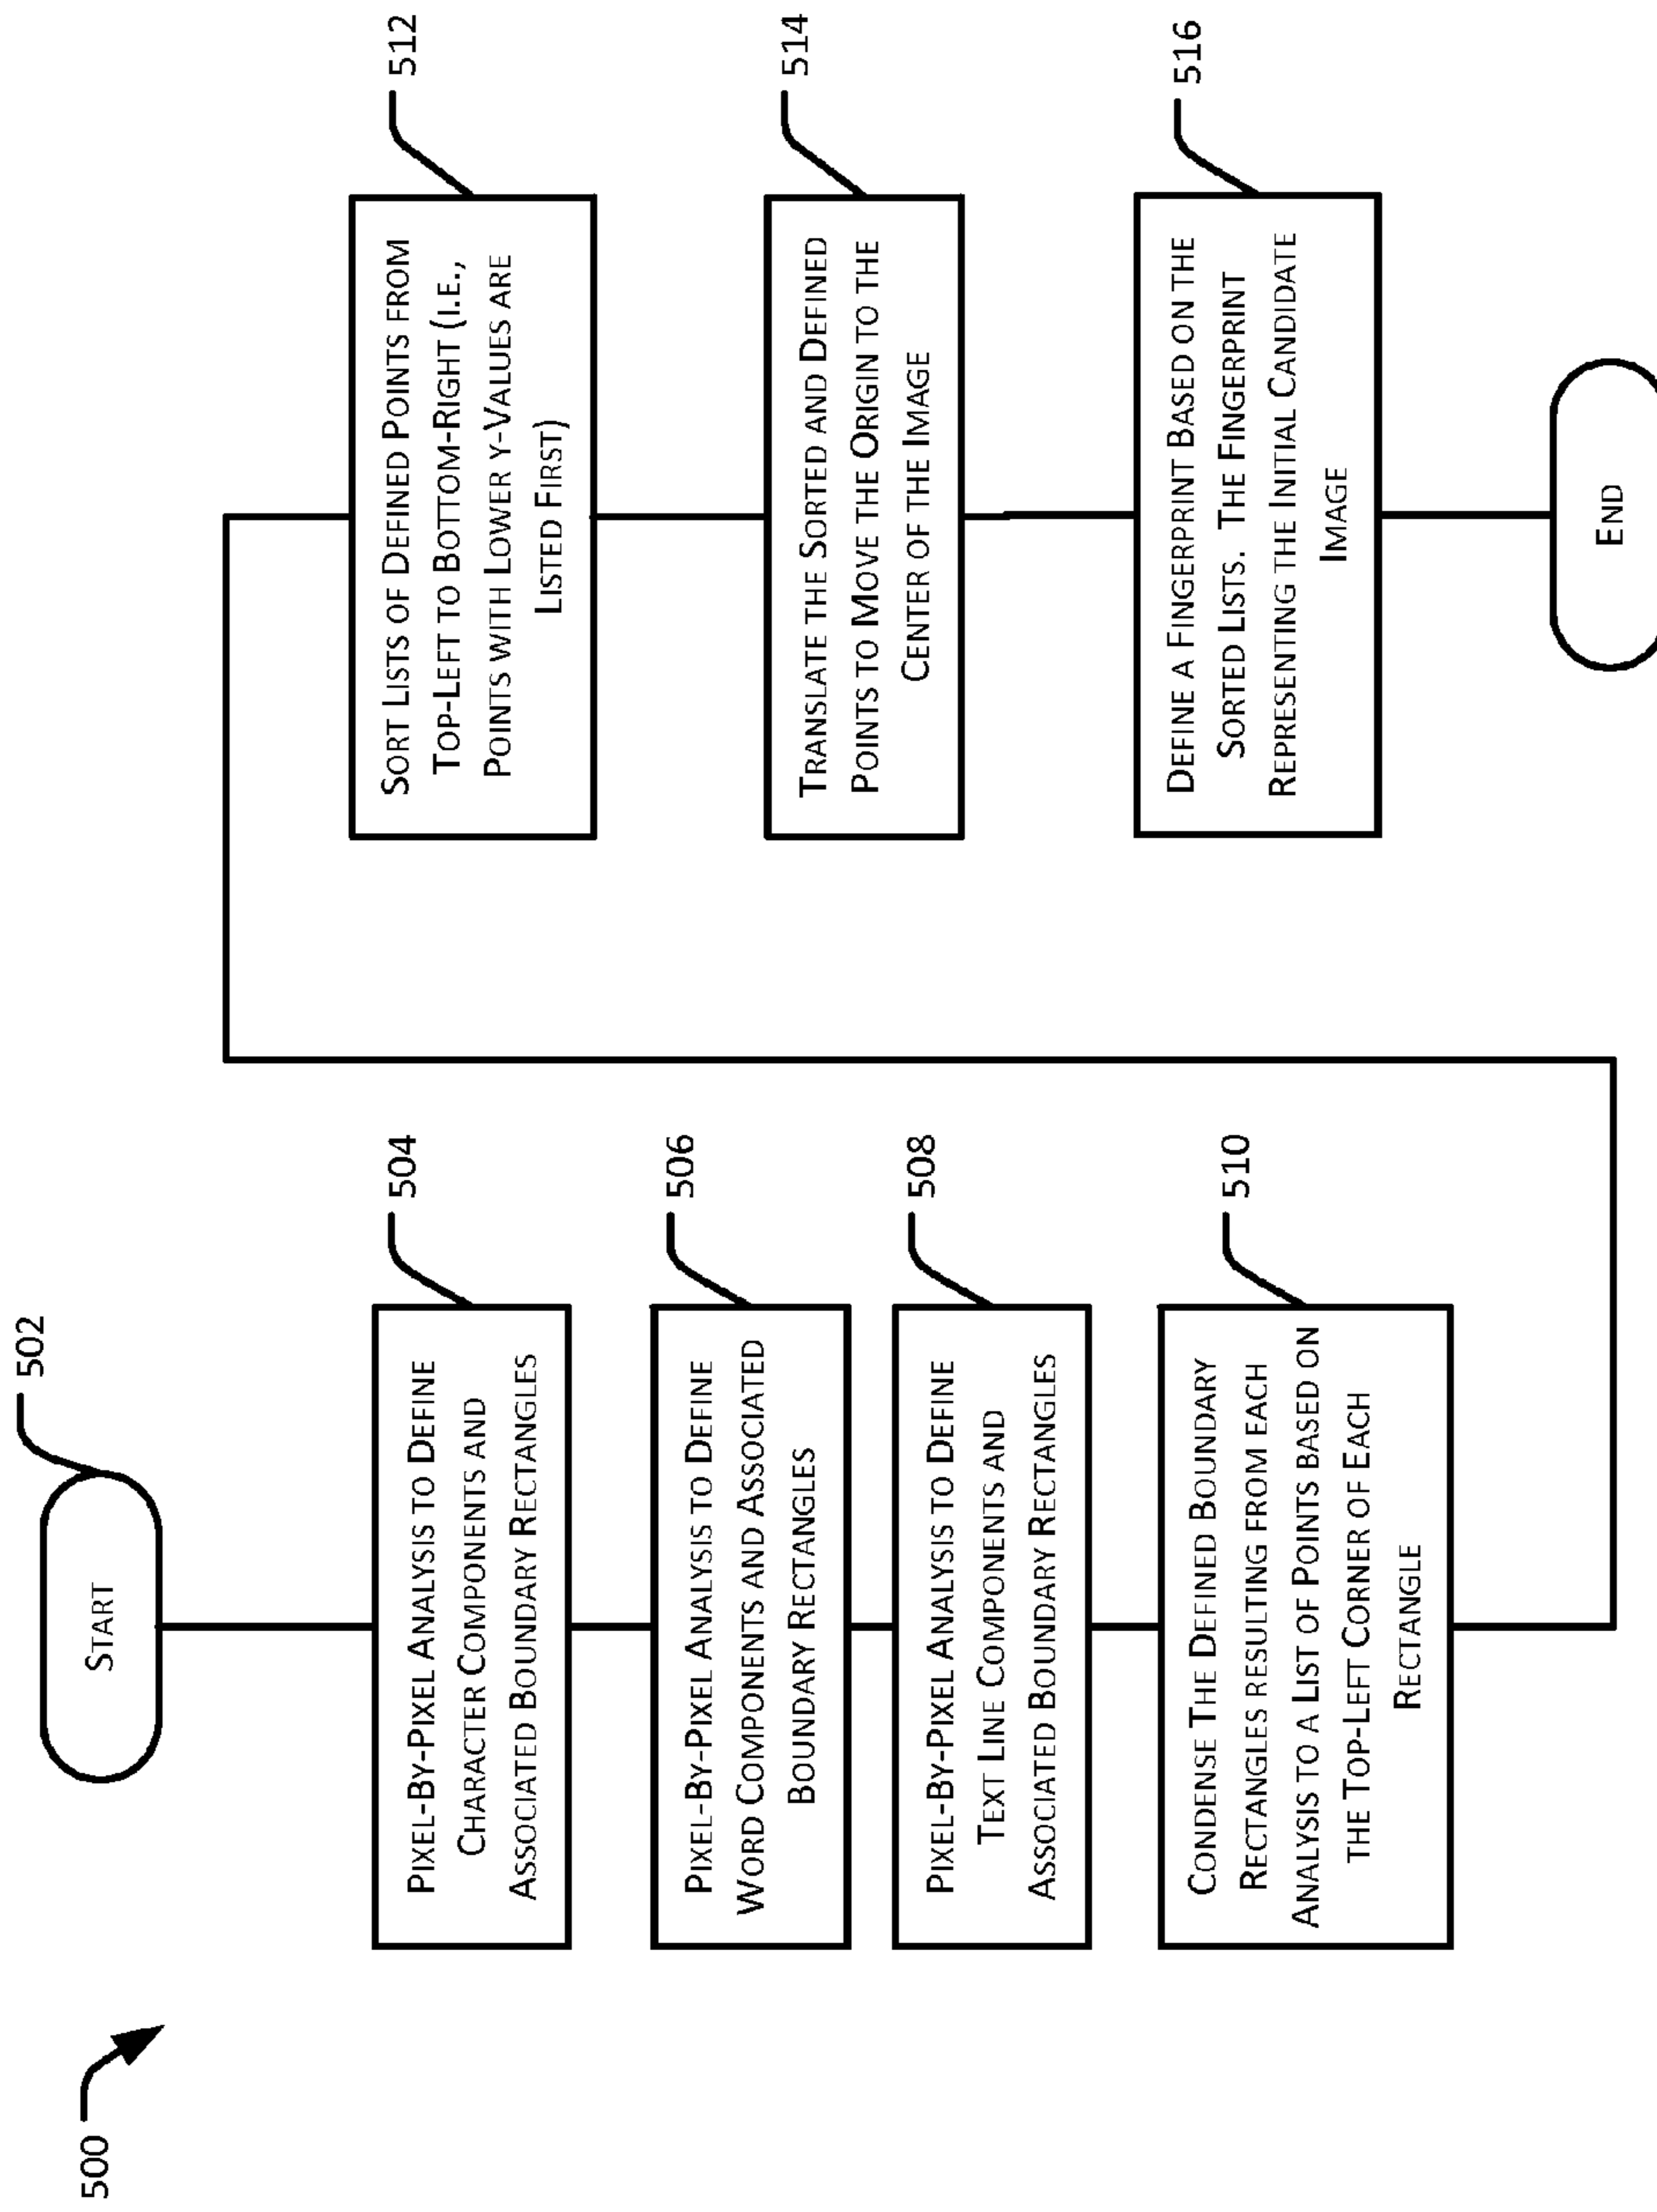 500
502
START
504
PIXEL-BY-PIXEL ANALYSIS TO DEFINE
CHARACTER COMPONENTS AND
ASSOCIATED BOUNDARY RECTANGLES
506
PIXEL-BY-PIXEL ANALYSIS TO DEFINE
WORD COMPONENTS AND ASSOCIATED
BOUNDARY RECTANGLES
508
PIXEL-BY-PIXEL ANALYSIS TO DEFINE
TEXT LINE COMPONENTS AND
ASSOCIATED BOUNDARY RECTANGLES
510
CONDENSE THE DEFINED BOUNDARY
RECTANGLES RESULTING FROM EACH
ANALYSIS TO A LIST OF POINTS BASED ON
THE TOP-LEFT CORNER OF EACH
RECTANGLE
512
SORT LISTS OF DEFINED POINTS FROM
TOP-LEFT TO BOTTOM-RIGHT (I.E.,
POINTS WITH LOWER Y-VALUES ARE
LISTED FIRST)
514
TRANSLATE THE SORTED AND DEFINED
POINTS TO MOVE THE ORIGIN TO THE
CENTER OF THE IMAGE
516
DEFINE A FINGERPRINT BASED ON THE
SORTED LISTS. THE FINGERPRINT
REPRESENTING THE INITIAL CANDIDATE
IMAGE
END